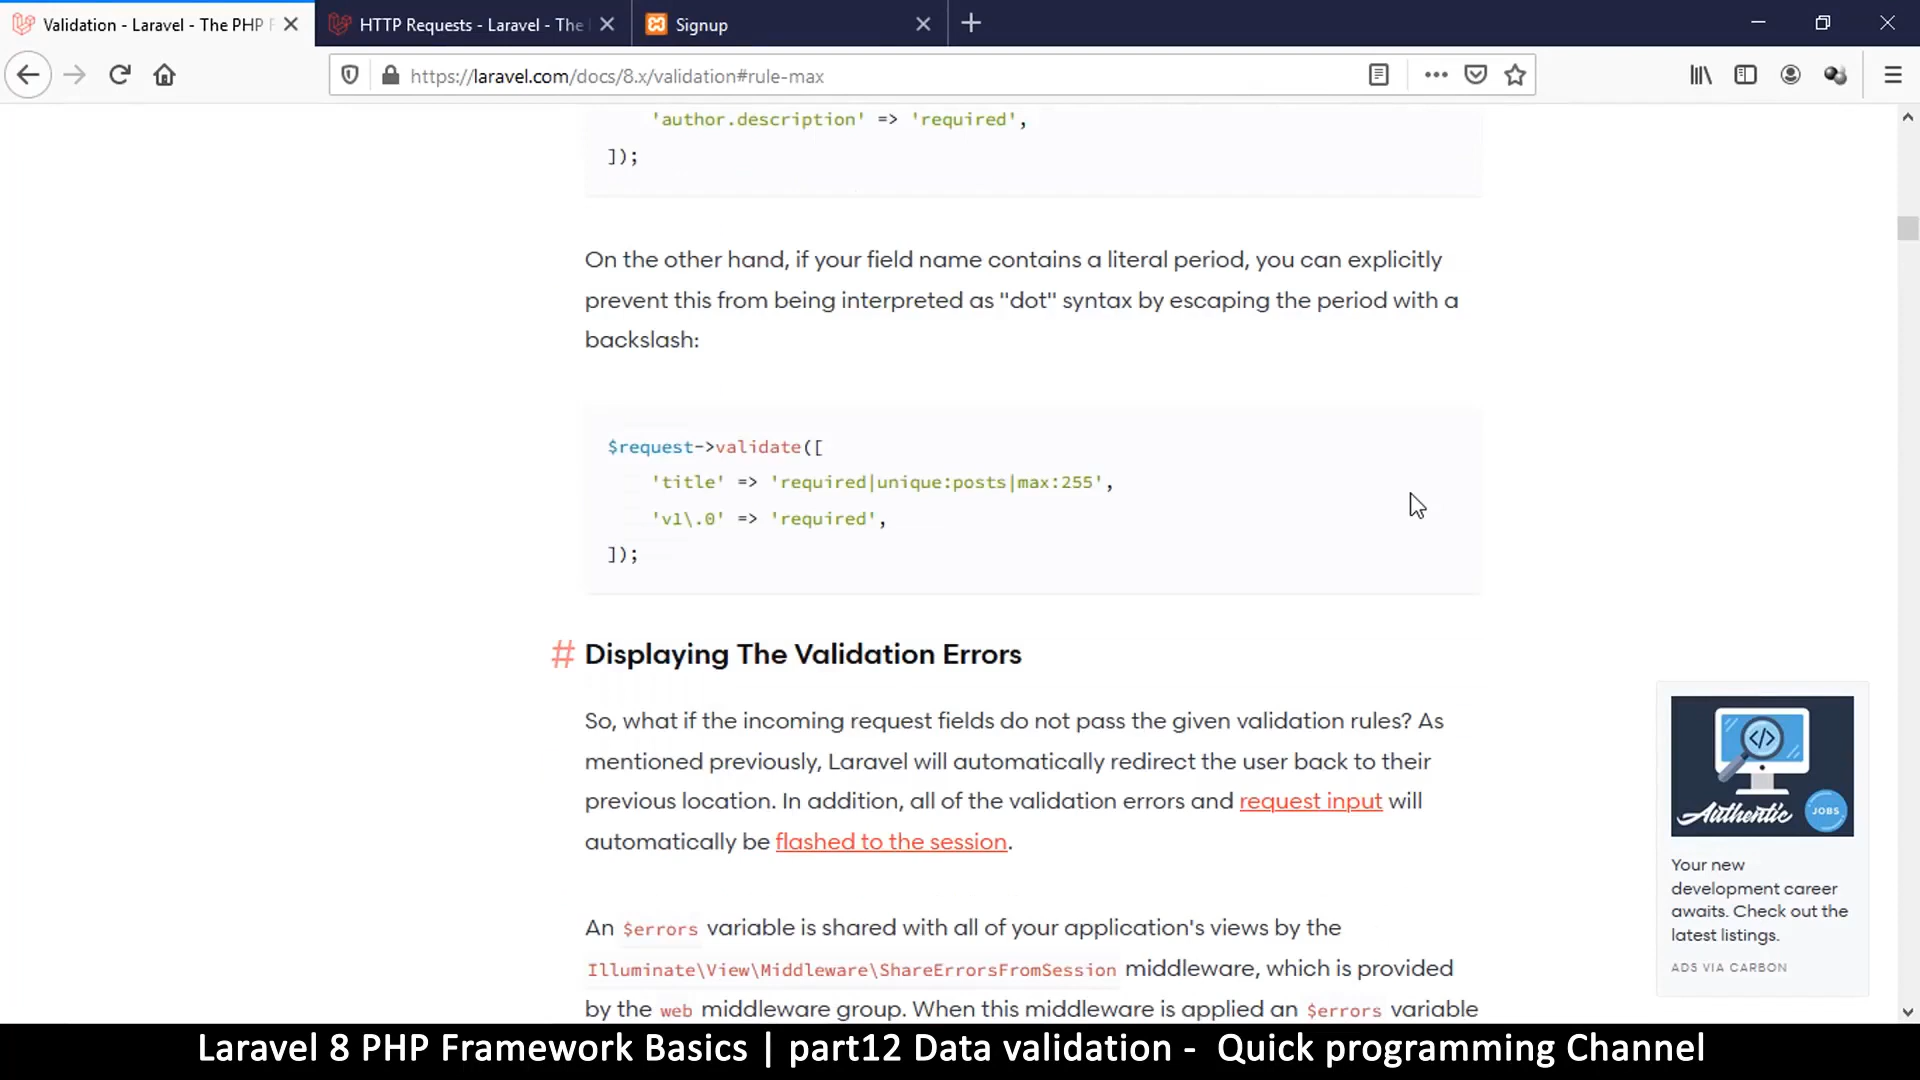 Validation - Laravel - The PHP F
HTTP Requests - Laravel - The
Signup
https://laravel.com/docs/8.x/validation#rule-max
'author.description' => 'required',
]);
On the other hand, if your field name contains a literal period, you can explicitly
prevent this from being interpreted as "dot" syntax by escaping the period with a
backslash:
$request->validate([
'title' => 'required|unique:posts|max:255',
'v1\.0' => 'required',
]);
# Displaying The Validation Errors
So, what if the incoming request fields do not pass the given validation rules? As
mentioned previously, Laravel will automatically redirect the user back to their
previous location. In addition, all of the validation errors and request input will
automatically be flashed to the session.
An $errors variable is shared with all of your application's views by the
Illuminate\View\Middleware\ShareErrorsFromSession middleware, which is provided
by the web middleware group. When this middleware is applied an $errors variable
</> Authentic JOBS
Your new
development career
awaits. Check out the
latest listings.
ADS VIA CARBON
Laravel 8 PHP Framework Basics | part12 Data validation - Quick programming Channel